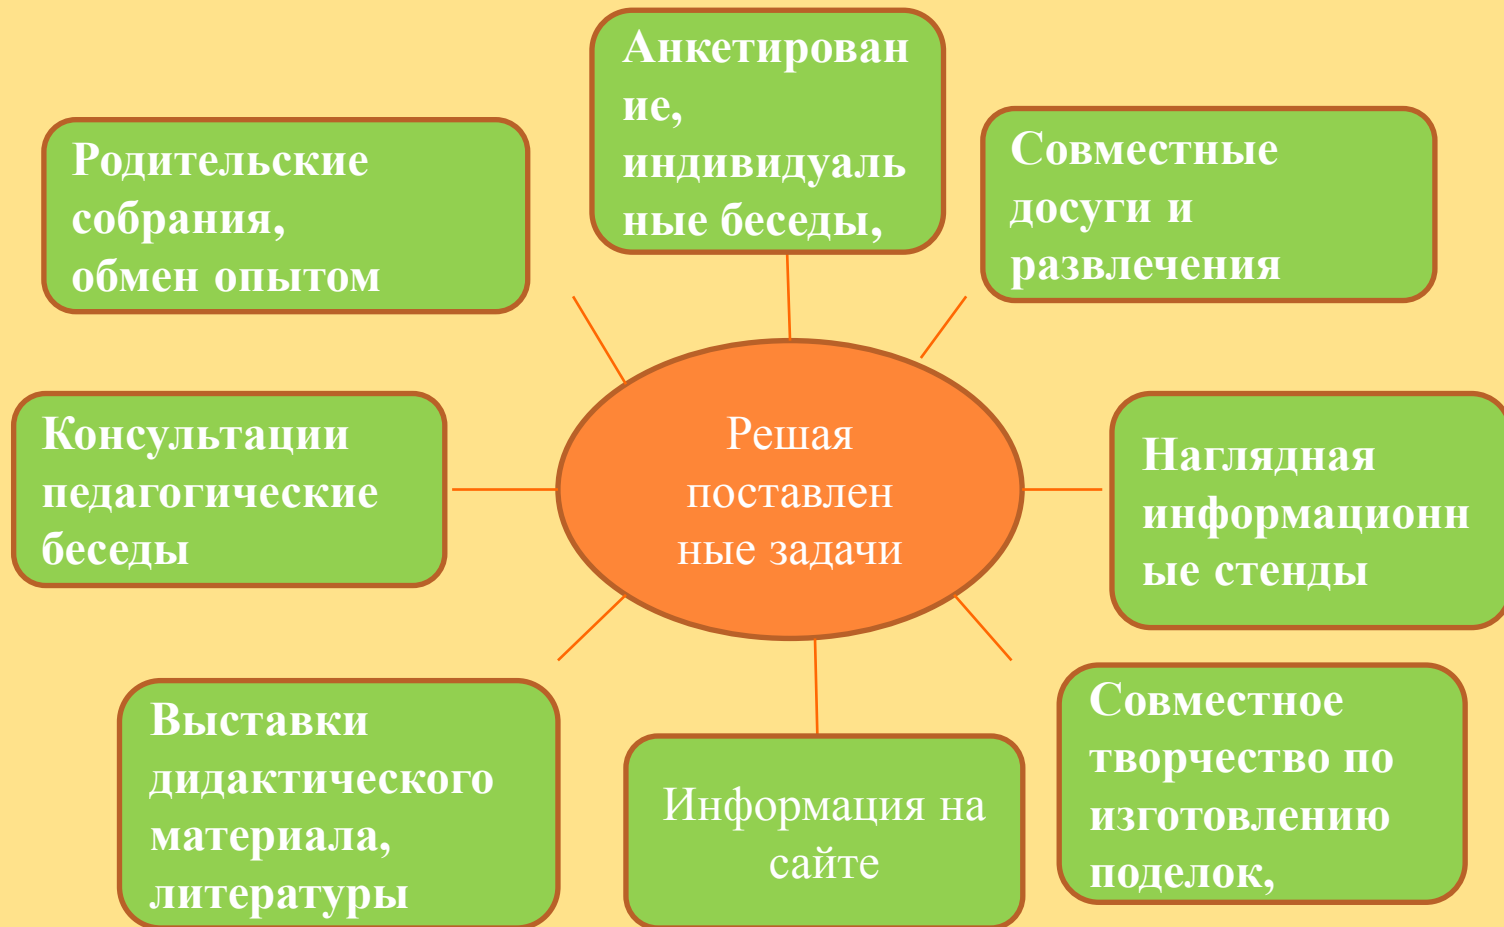 Анкетирован
ие,
индивидуаль
ные беседы,
Родительские
собрания,
обмен опытом
Совместные
досуги и
развлечения
Консультации
педагогические
беседы
Решая
поставлен
ные задачи
Наглядная
информационн
ые стенды
Выставки
дидактического
материала,
литературы
Информация на
сайте
Совместное
творчество по
изготовлению
поделок,